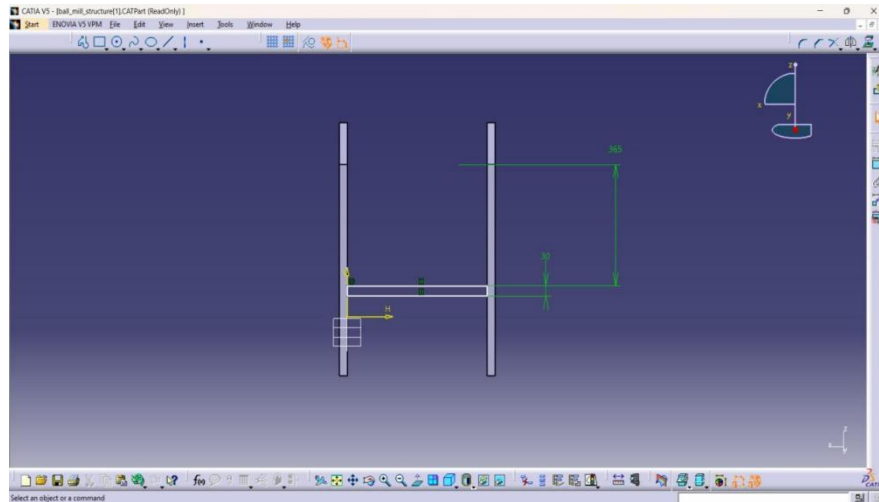 CATIA V5 - [ball_mill_structure[1].CATPart (ReadOnly) ]
Start ENOVIA V5 VPM File Edit View Insert Tools Window Help
z
x
y
365
30
H
z
x
y
f(x)
CATIA
Select an object or a command